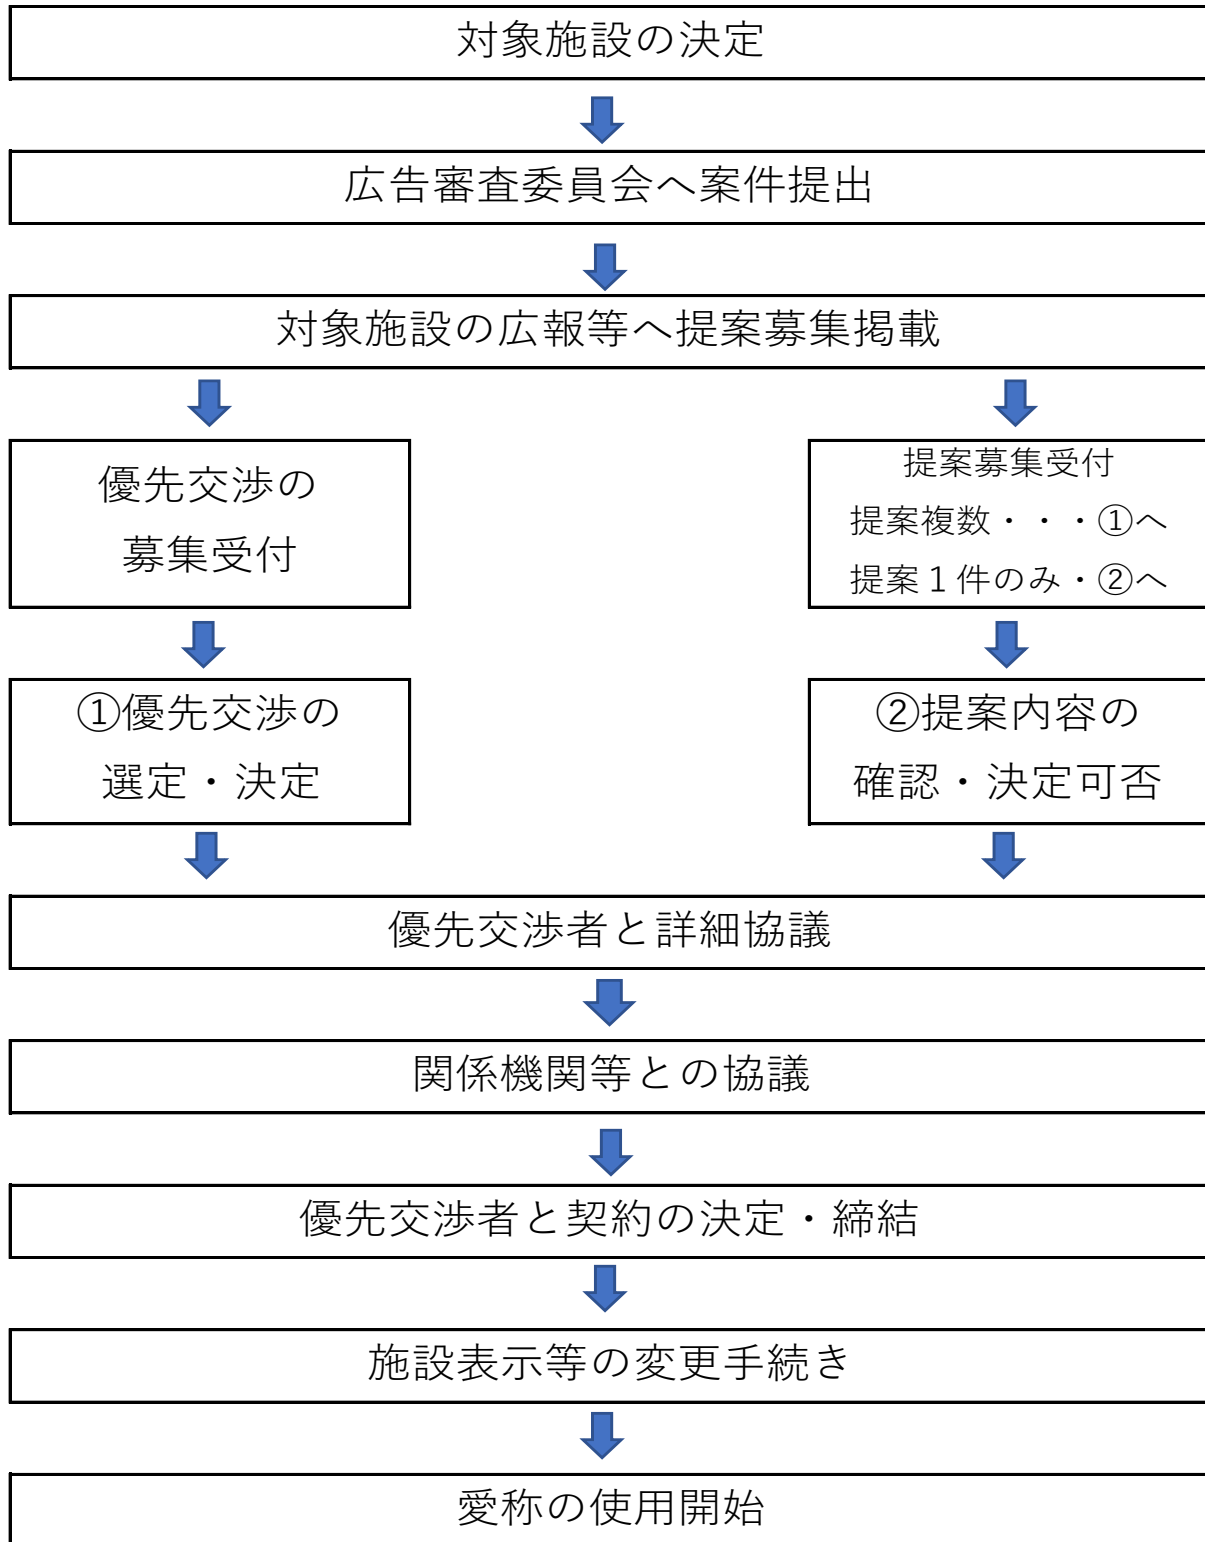 対象施設の決定
広告審査委員会へ案件提出
対象施設の広報等へ提案募集掲載
優先交渉の
募集受付
提案募集受付
提案複数・・・①へ
提案１件のみ・②へ
①優先交渉の
選定・決定
②提案内容の
確認・決定可否
優先交渉者と詳細協議
関係機関等との協議
優先交渉者と契約の決定・締結
施設表示等の変更手続き
愛称の使用開始